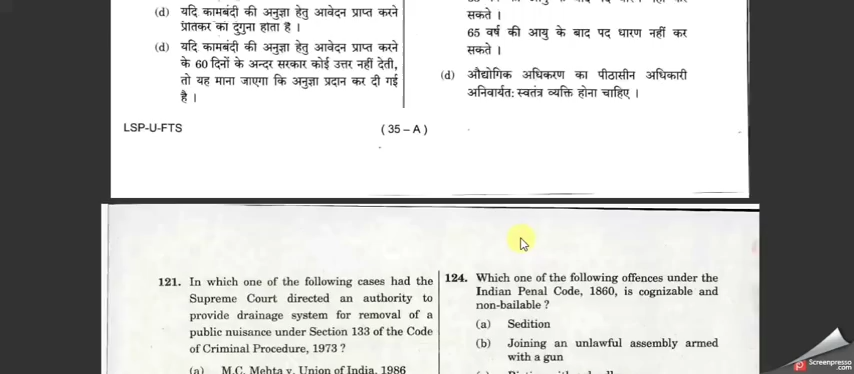 (d) यदि कामबंदी की अनुज्ञा हेतु आवेदन प्राप्त करने
प्रतिकर का दुगुना होता है ।
(d) यदि कामबंदी की अनुज्ञा हेतु आवेदन प्राप्त करने
के 60 दिनों के अन्दर सरकार कोई उत्तर नहीं देती,
तो यह माना जाएगा कि अनुज्ञा प्रदान कर दी गई
है ।
सकते ।
65 वर्ष की आयु के बाद पद धारण नहीं कर
सकते ।
(d) औद्योगिक अधिकरण का पीठासीन अधिकारी
अनिवार्यत: स्वतंत्र व्यक्ति होना चाहिए ।
LSP-U-FTS
( 35 – A )
121. In which one of the following cases had the
Supreme Court directed an authority to
provide drainage system for removal of a
public nuisance under Section 133 of the Code
of Criminal Procedure, 1973 ?
(a) M.C. Mehta v. Union of India, 1986
124. Which one of the following offences under the
Indian Penal Code, 1860, is cognizable and
non-bailable ?
(a) Sedition
(b) Joining an unlawful assembly armed
with a gun
Screenpresso
.com